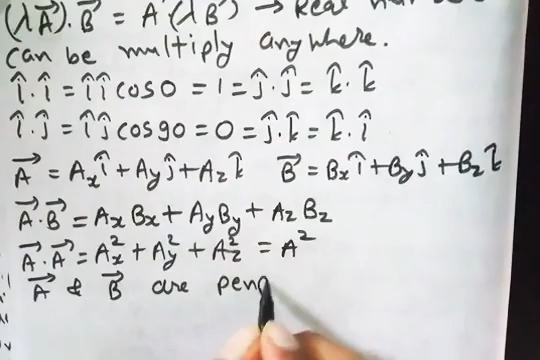 (λA⃗).B⃗ = A⃗(λB⃗) → Real
can be multiply anywhere.
î.î = îî cos0 = 1 = ĵ.ĵ = k̂.k̂
î.ĵ = îĵ cos90 = 0 = ĵ.k̂ = k̂.î
A⃗ = Aₓî + Ayĵ + Azk̂ B⃗ = Bₓî + Byĵ + Bzk̂
A⃗.B⃗ = AₓBₓ + AyBy + AzBz
A⃗.A⃗ = Aₓ² + Ay² + Az² = A²
A⃗ & B⃗ are